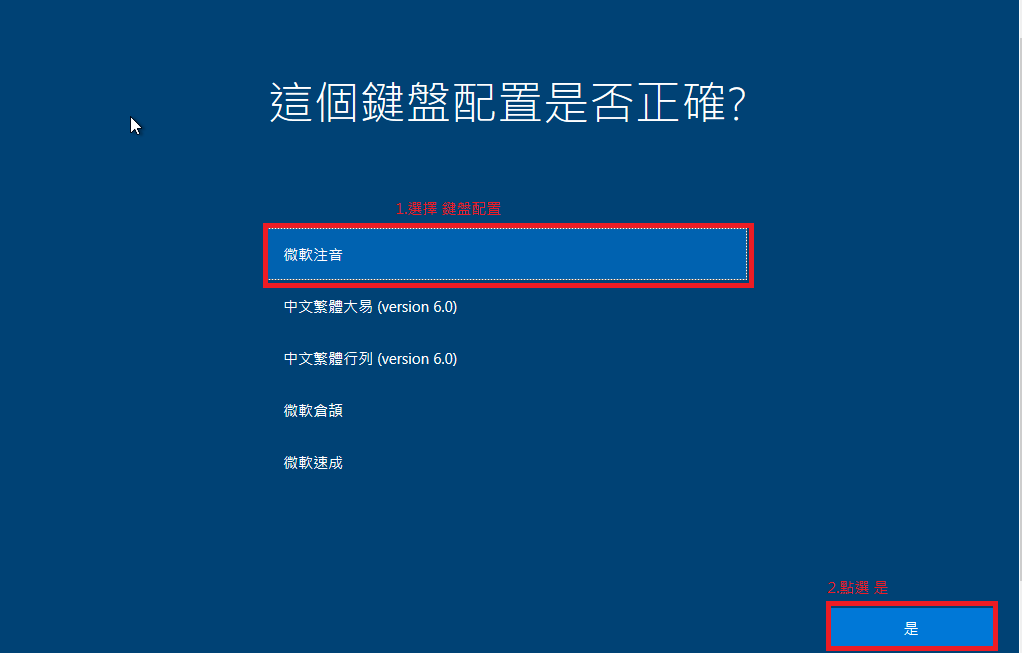 這個鍵盤配置是否正確?
1.選擇 鍵盤配置
微軟注音
中文繁體大易 (version 6.0)
中文繁體行列 (version 6.0)
微軟倉頡
微軟速成
2.點選 是
是